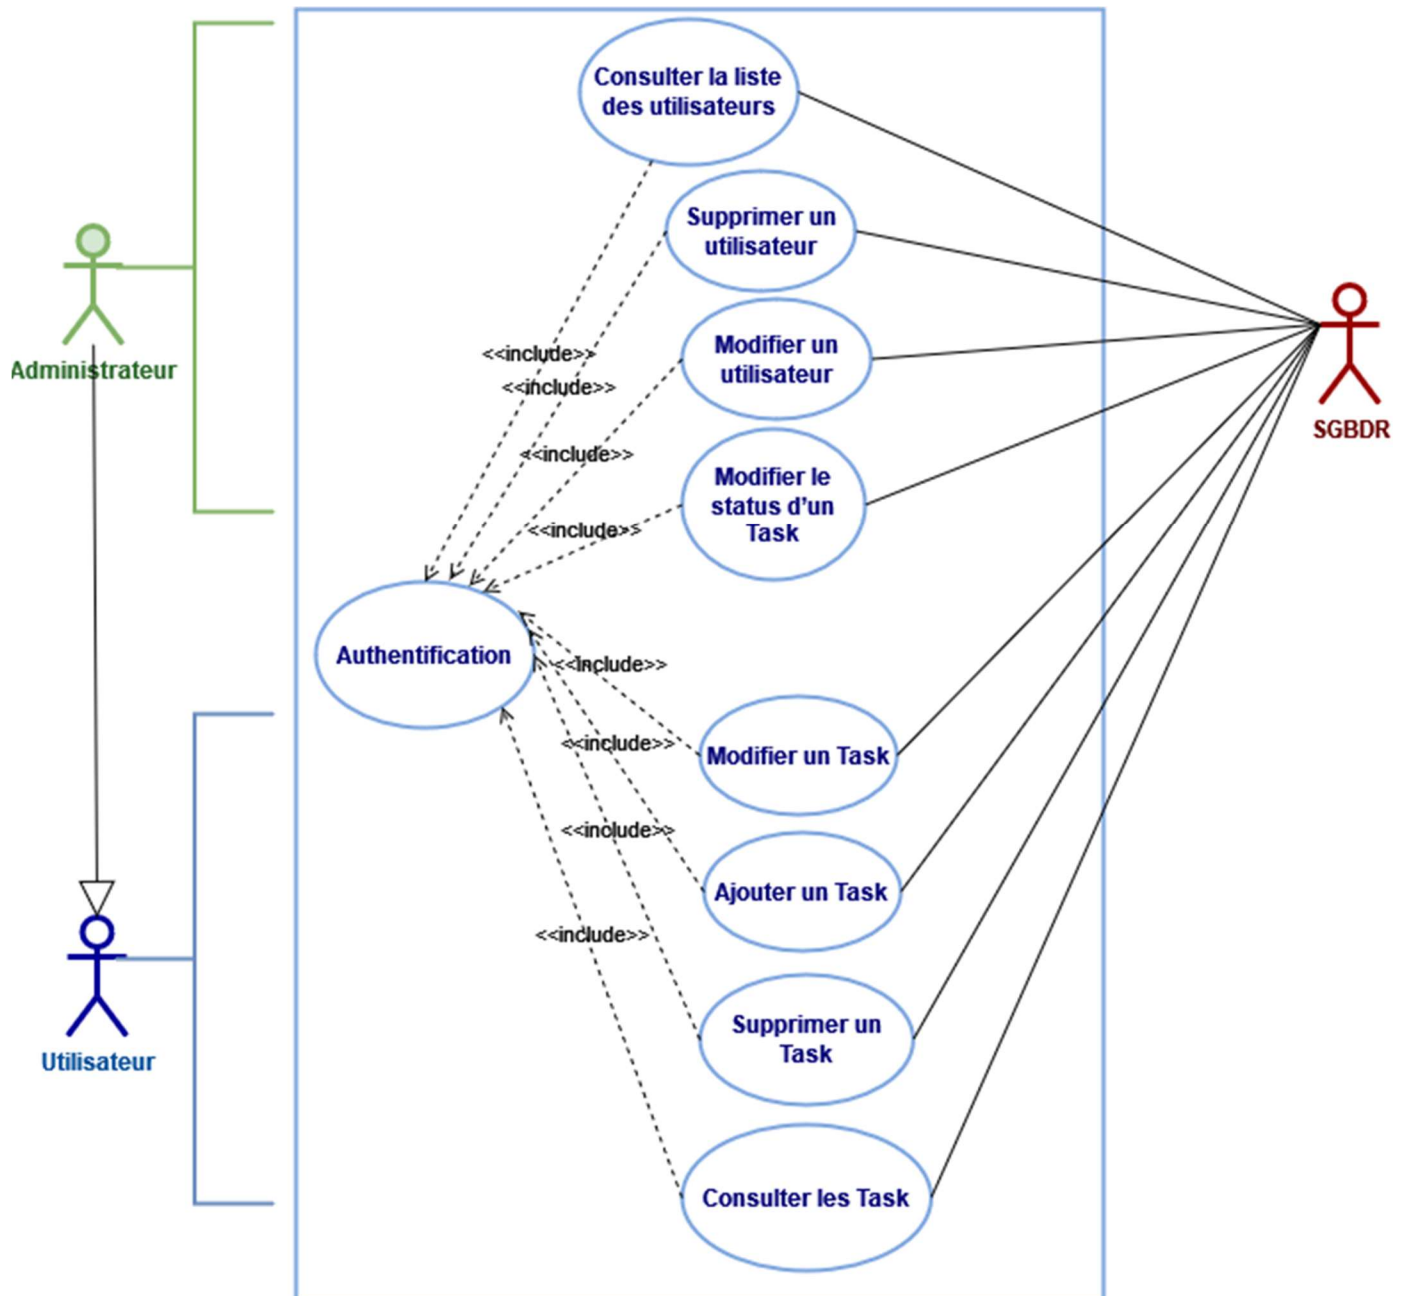 Consulter la liste
des utilisateurs
Supprimer un
utilisateur
<<include>>
Modifier un
utilisateur
Administrateur
<<include>>
SGBDR
<<include>>
Modifier le
status d'un
Task
<<include>>
Authentification
<<include>>
<<include>>
Modifier un Task
<<include>>
Ajouter un Task
<<include>>
Supprimer un
Task
Utilisateur
Consulter les Task